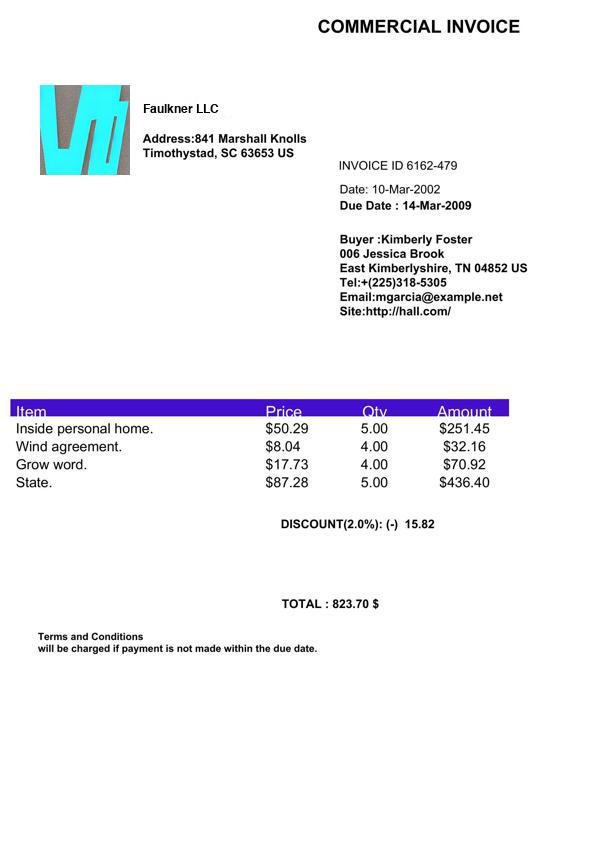 COMMERCIAL INVOICE
Faulkner LLC
Address:841 Marshall Knolls
Timothystad, SC 63653 US
INVOICE ID 6162-479
Date: 10-Mar-2002
Due Date : 14-Mar-2009
Buyer :Kimberly Foster
006 Jessica Brook
East Kimberlyshire, TN 04852 US
Tel:+(225)318-5305
Email:mgarcia@example.net
Site:http://hall.com/
Item Price Qty Amount
Inside personal home. $50.29 5.00 $251.45
Wind agreement. $8.04 4.00 $32.16
Grow word. $17.73 4.00 $70.92
State. $87.28 5.00 $436.40
DISCOUNT(2.0%): (-) 15.82
TOTAL : 823.70 $
Terms and Conditions
will be charged if payment is not made within the due date.